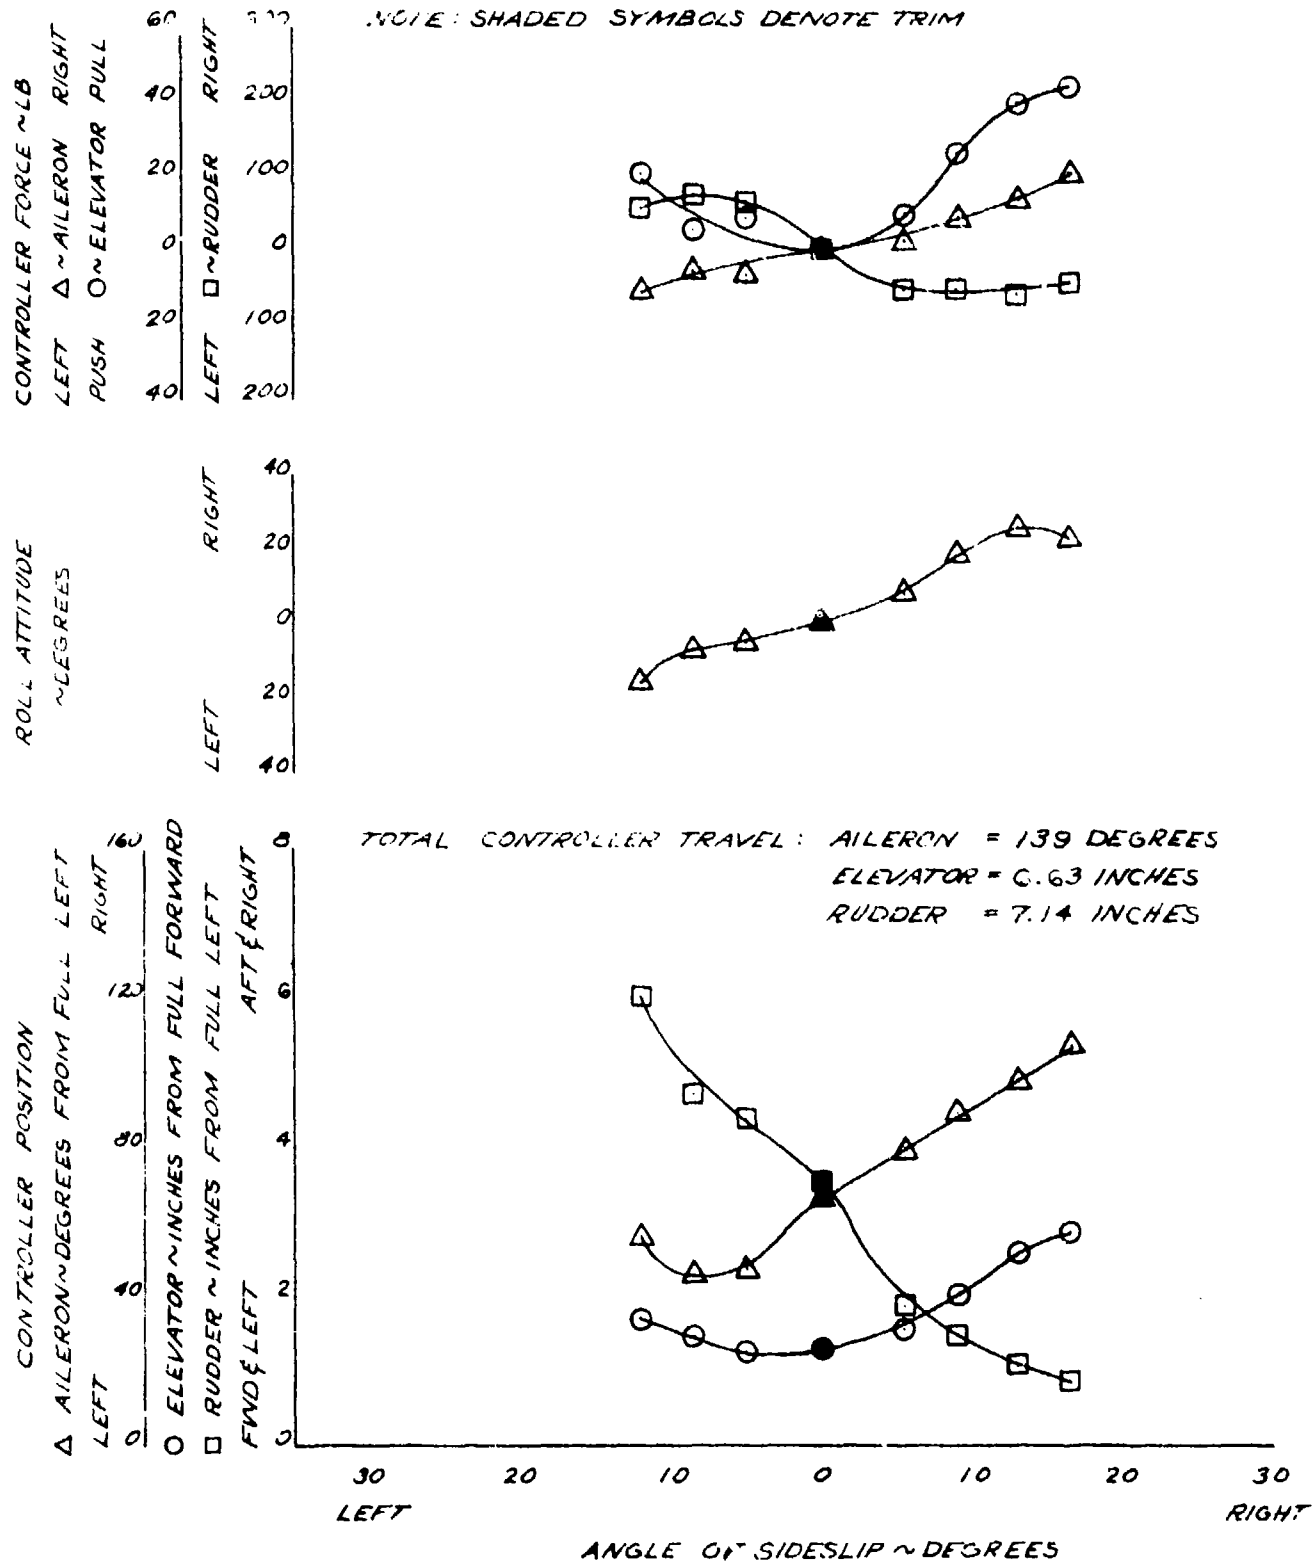 NOTE: SHADED SYMBOLS DENOTE TRIM
CONTROLLER FORCE ~LB
LEFT △ ~AILERON RIGHT
PUSH ○~ELEVATOR PULL
60
40
20
0
20
40
LEFT □~RUDDER RIGHT
300
200
100
0
100
200
ROLL ATTITUDE
~DEGREES
LEFT RIGHT
40
20
0
20
40
TOTAL CONTROLLER TRAVEL: AILERON = 139 DEGREES
ELEVATOR = 6.63 INCHES
RUDDER = 7.14 INCHES
CONTROLLER POSITION
△ AILERON~DEGREES FROM FULL LEFT
LEFT RIGHT
160
120
80
40
0
○ ELEVATOR ~INCHES FROM FULL FORWARD
□ RUDDER ~ INCHES FROM FULL LEFT
FWD & LEFT AFT & RIGHT
8
6
4
2
0
30 20 10 0 10 20 30
LEFT RIGHT
ANGLE OF SIDESLIP ~ DEGREES